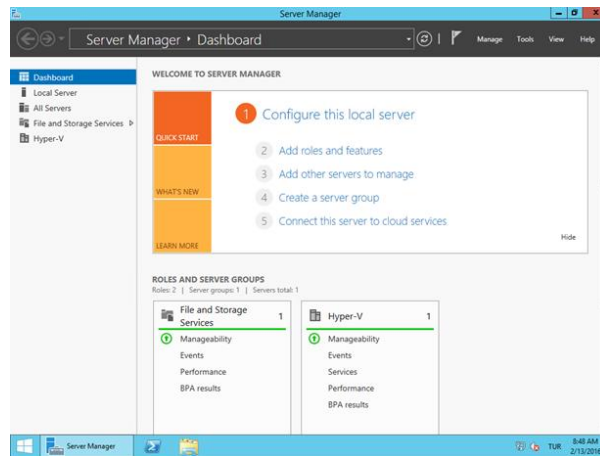 Server Manager
Server Manager • Dashboard
Manage Tools View Help
Dashboard
Local Server
All Servers
File and Storage Services
Hyper-V
WELCOME TO SERVER MANAGER
QUICK START
WHAT'S NEW
LEARN MORE
1 Configure this local server
2 Add roles and features
3 Add other servers to manage
4 Create a server group
5 Connect this server to cloud services
Hide
ROLES AND SERVER GROUPS
Roles: 2 | Server groups: 1 | Servers total: 1
File and Storage
Services 1
Manageability
Events
Performance
BPA results
Hyper-V 1
Manageability
Events
Services
Performance
BPA results
Server Manager
TUR
8:48 AM
2/13/2016